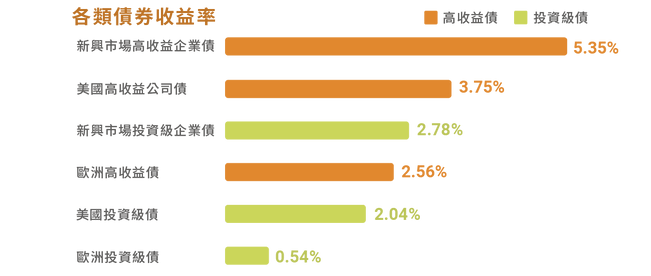 各類債券收益率
高收益債 投資級債
新興市場高收益企業債 5.35%
美國高收益公司債 3.75%
新興市場投資級企業債 2.78%
歐洲高收益債 2.56%
美國投資級債 2.04%
歐洲投資級債 0.54%